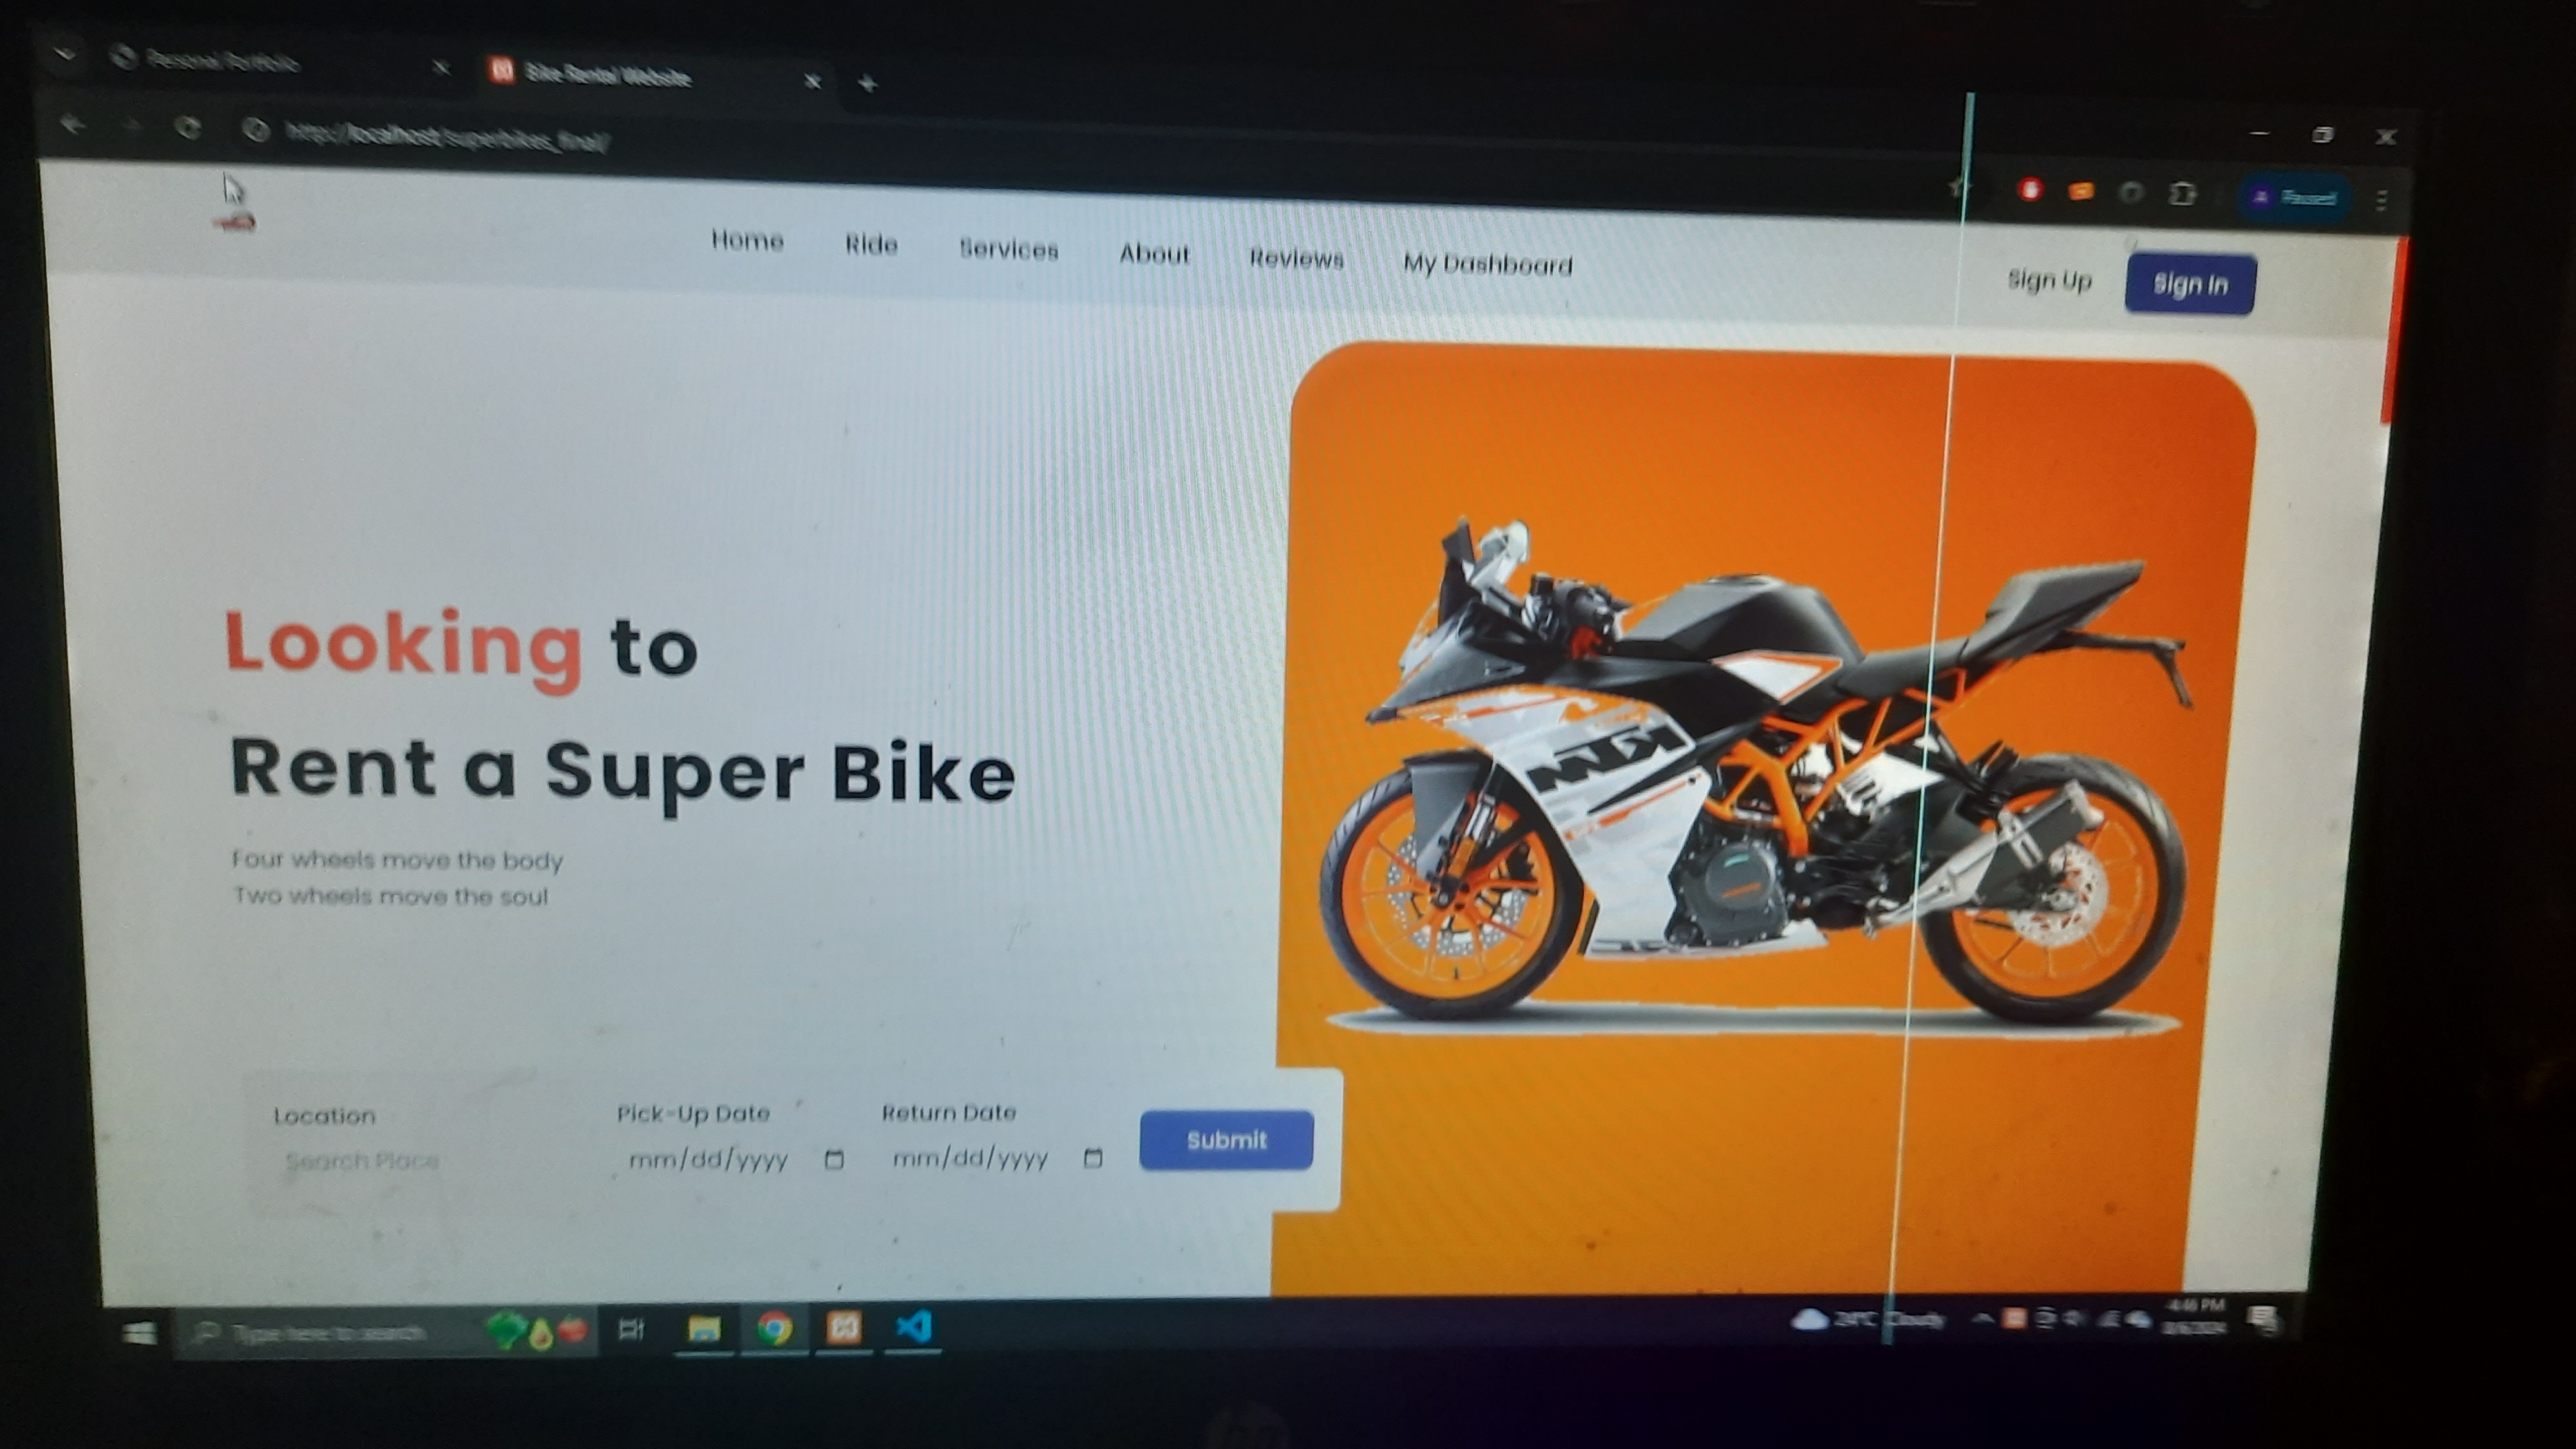 Personal Portfolio
Bike Rental Website
http://localhost/superbikes_final/
Paused
Home Ride Services About Reviews My Dashboard
Sign Up
Sign In
Looking to
Rent a Super Bike
Four wheels move the body
Two wheels move the soul
KTM
Location
Search Place
Pick-Up Date
mm/dd/yyyy
Return Date
mm/dd/yyyy
Submit
Type here to search
24°C Cloudy
4:46 PM
hp